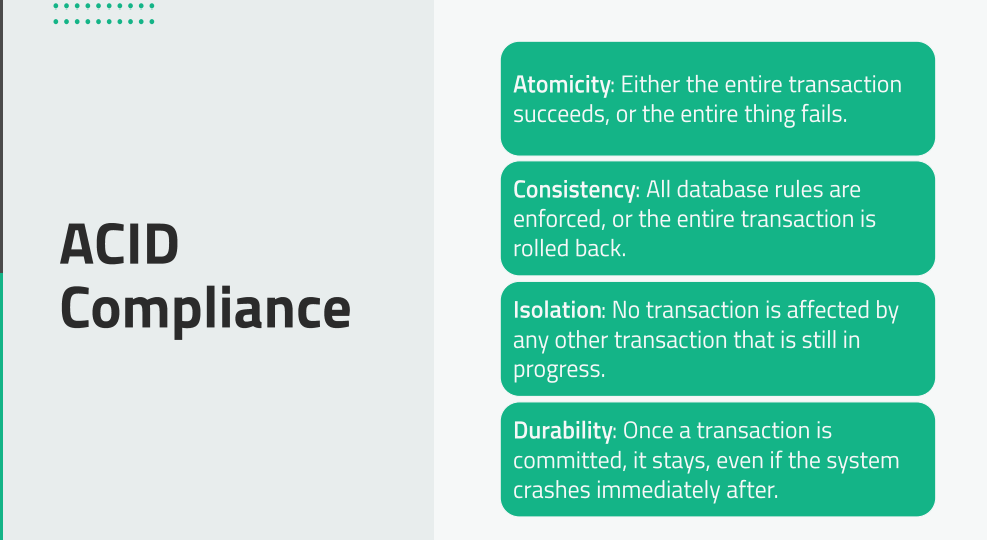 ACID
Compliance
Atomicity: Either the entire transaction
succeeds, or the entire thing fails.
Consistency: All database rules are
enforced, or the entire transaction is
rolled back.
Isolation: No transaction is affected by
any other transaction that is still in
progress.
Durability: Once a transaction is
committed, it stays, even if the system
crashes immediately after.